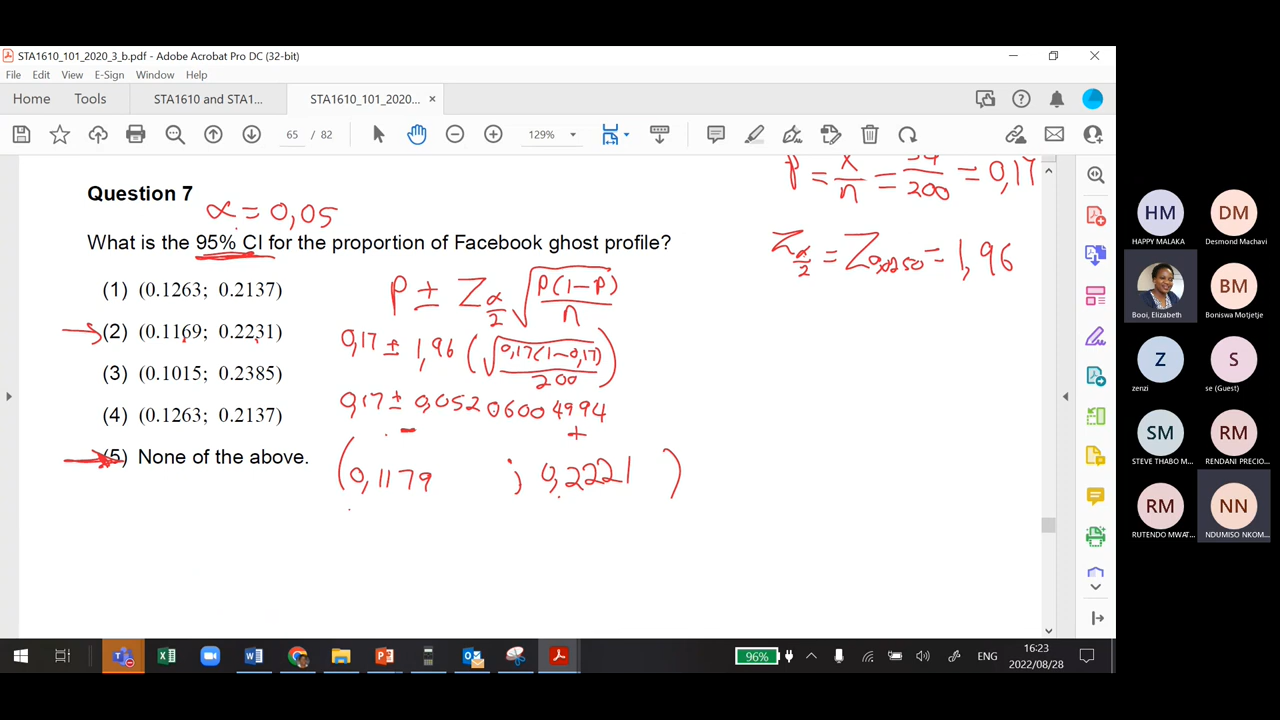 STA1610_101_2020_3_b.pdf - Adobe Acrobat Pro DC (32-bit)
File Edit View E-Sign Window Help
Home Tools STA1610 and STA1... STA1610_101_2020... ×
65 / 82 129%
P = x/n = 34/200 = 0,17
Question 7
α = 0,05
What is the 95% CI for the proportion of Facebook ghost profile?
Zα/2 = Z0,0250 = 1,96
(1) (0.1263; 0.2137)
P ± Zα/2 √P(1-P)/n
(2) (0.1169; 0.2231)
0,17 ± 1,96 (√0,17(1-0,17)/200)
(3) (0.1015; 0.2385)
(4) (0.1263; 0.2137)
0,17 ± 0,05206004994
- +
(5) None of the above.
(0,1179 ; 0,2221)
HM DM
HAPPY MALAKA Desmond Machavi
BM
Booi, Elizabeth Boniswa Motjetje
Z S
zenzi se (Guest)
SM RM
STEVE THABO M... RENDANI PRECIO...
RM NN
RUTENDO MWAT... NDUMISO NKOM...
96% ENG 16:23
2022/08/28